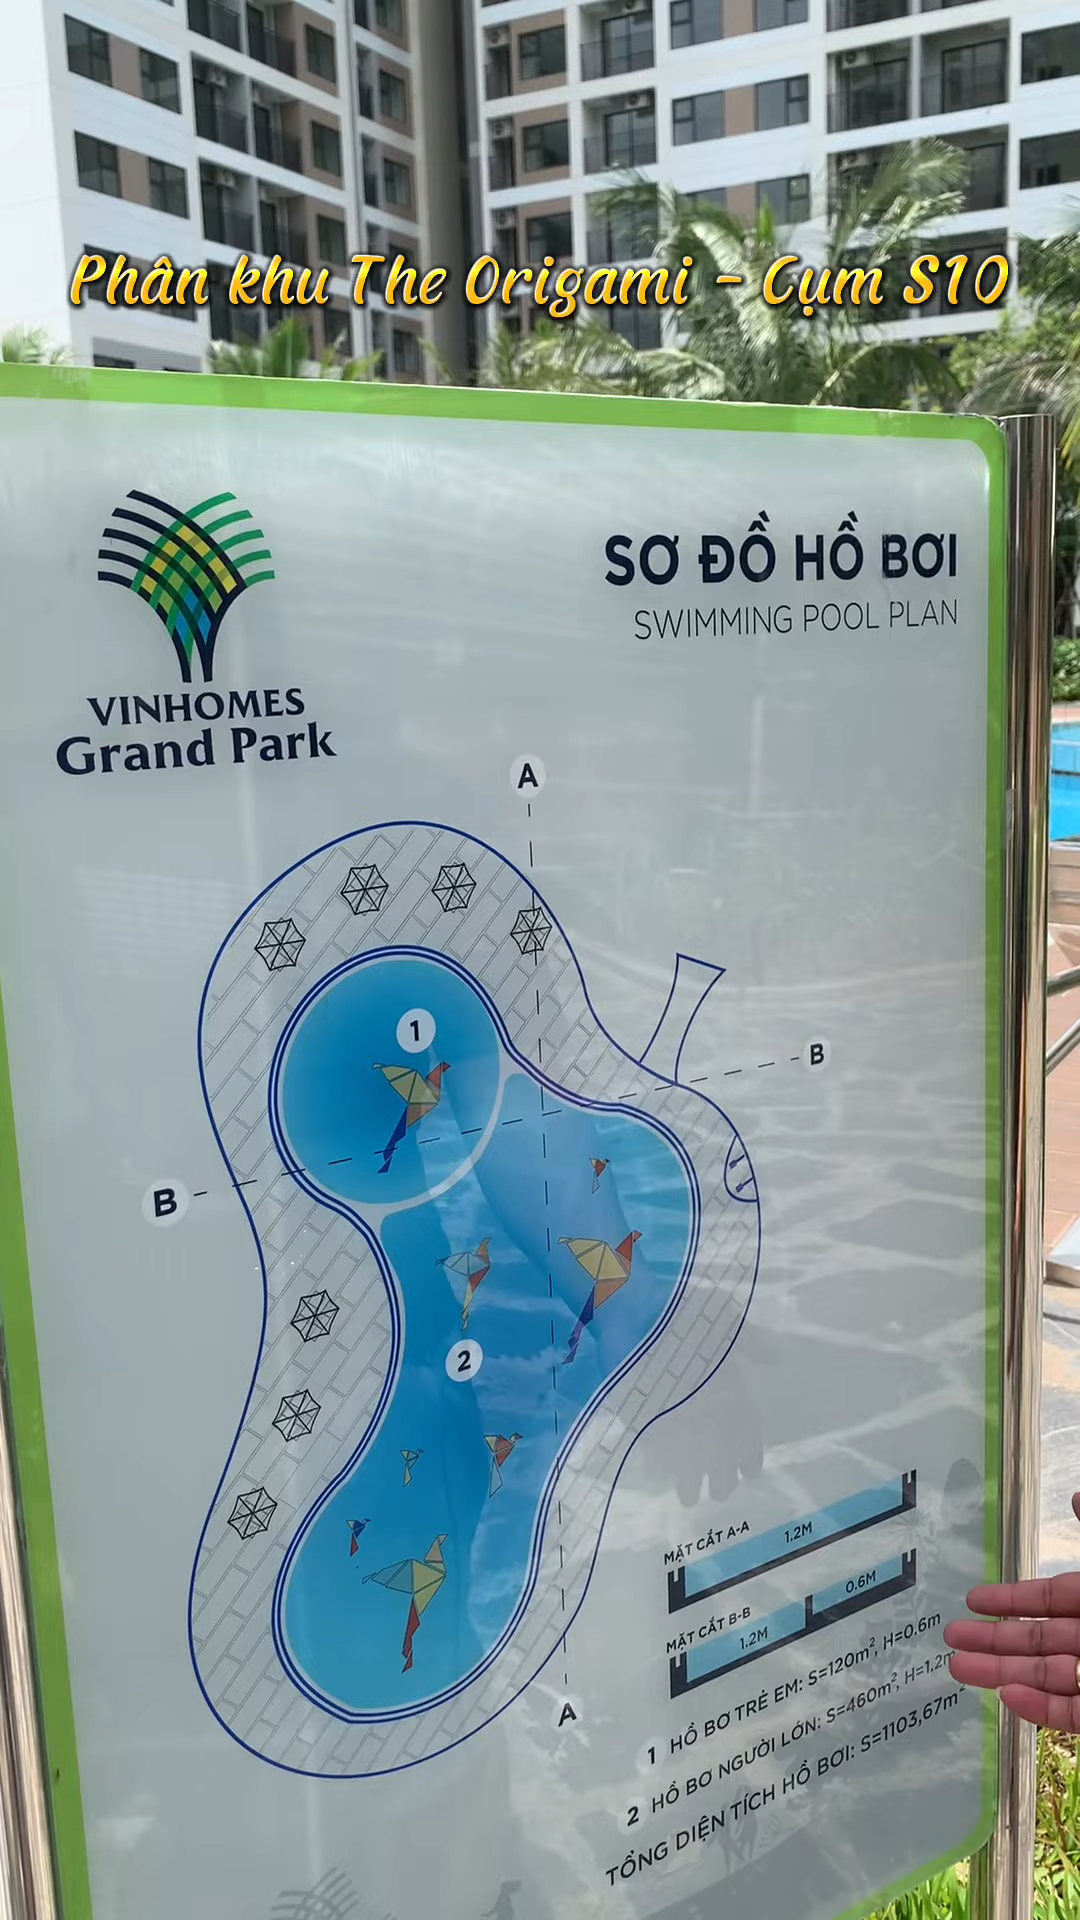 Phân khu The Origami - Cụm S10
SƠ ĐỒ HỒ BƠI
SWIMMING POOL PLAN
VINHOMES
Grand Park
A
1
B
B
2
MẶT CẮT A-A
1.2M
MẶT CẮT B-B
1.2M
0.6M
A
1 HỒ BƠ TRẺ EM: S=120m², H=0,6m
2 HỒ BƠ NGƯỜI LỚN: S=460m², H=1,2m
TỔNG DIỆN TÍCH HỒ BƠI: S=1103,67m²